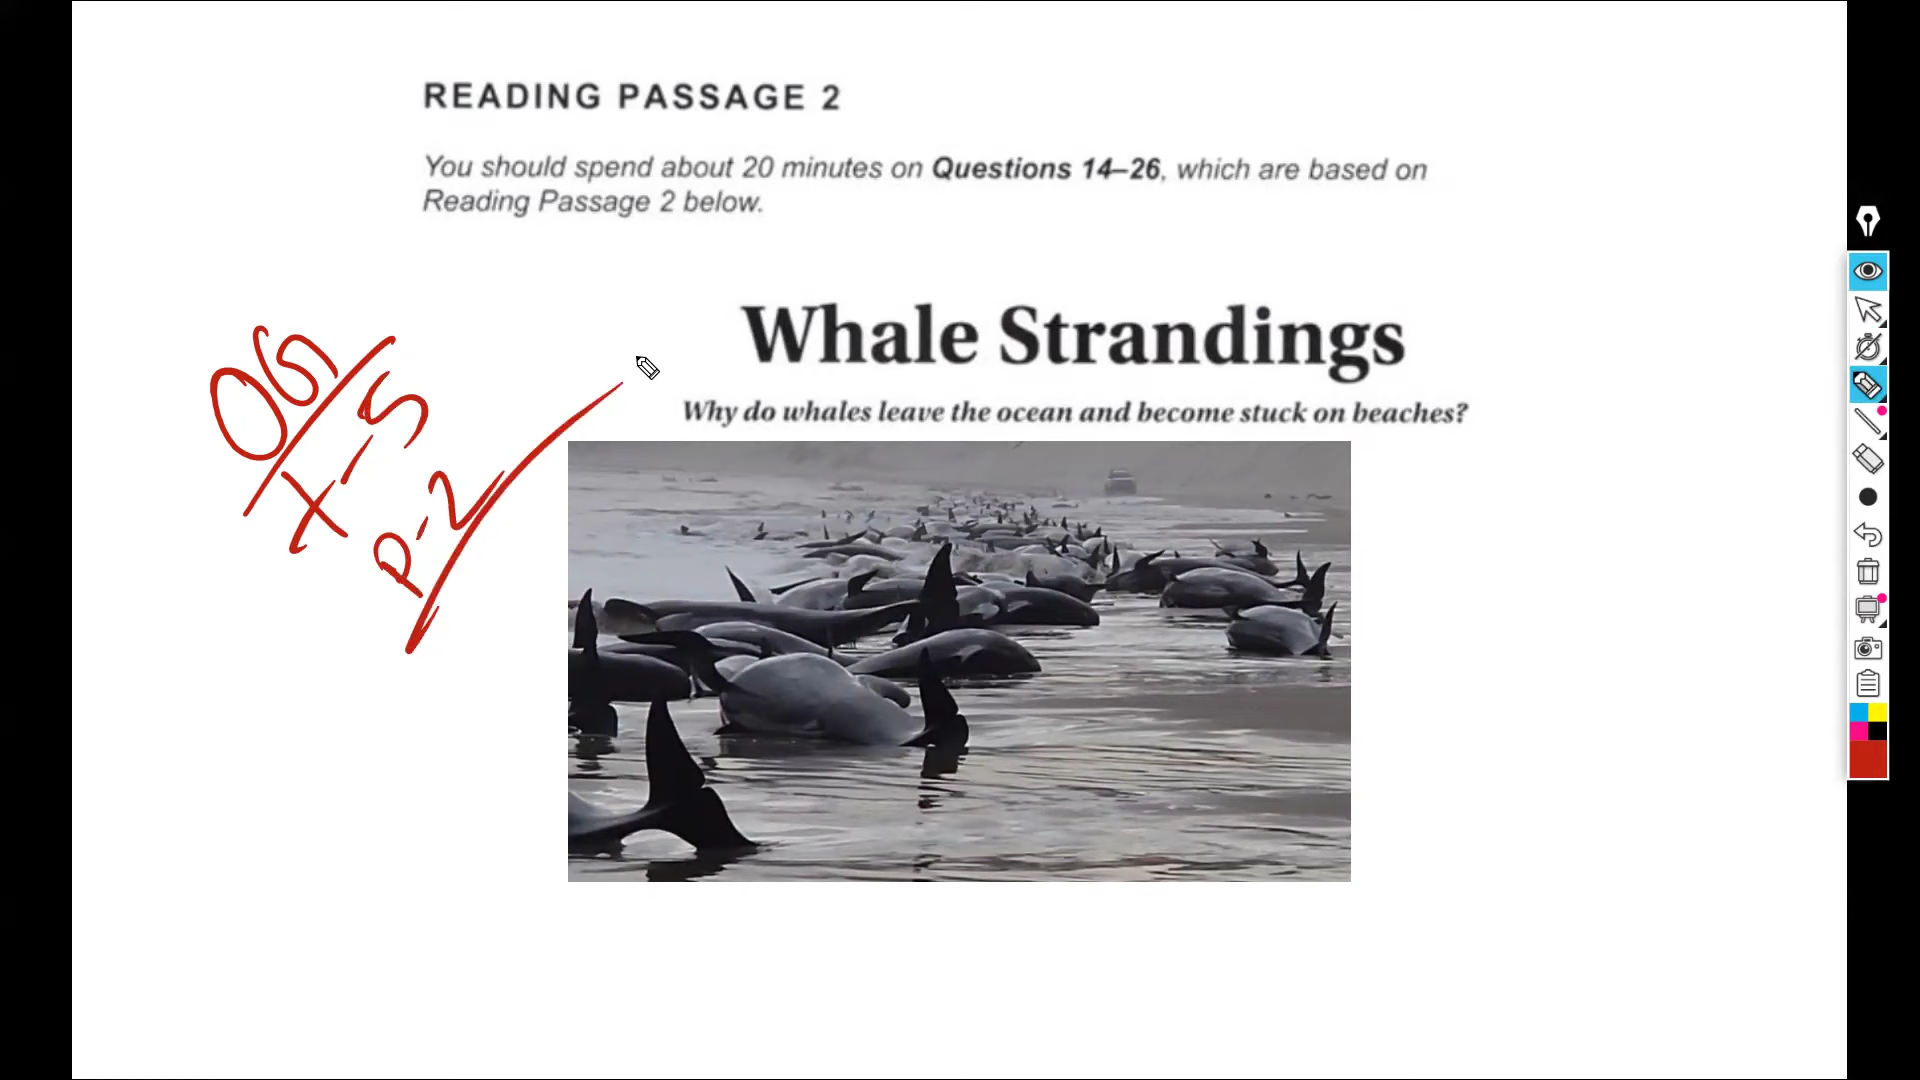 READING PASSAGE 2
You should spend about 20 minutes on Questions 14–26, which are based on
Reading Passage 2 below.
Whale Strandings
Why do whales leave the ocean and become stuck on beaches?
OG
T-5
P-2